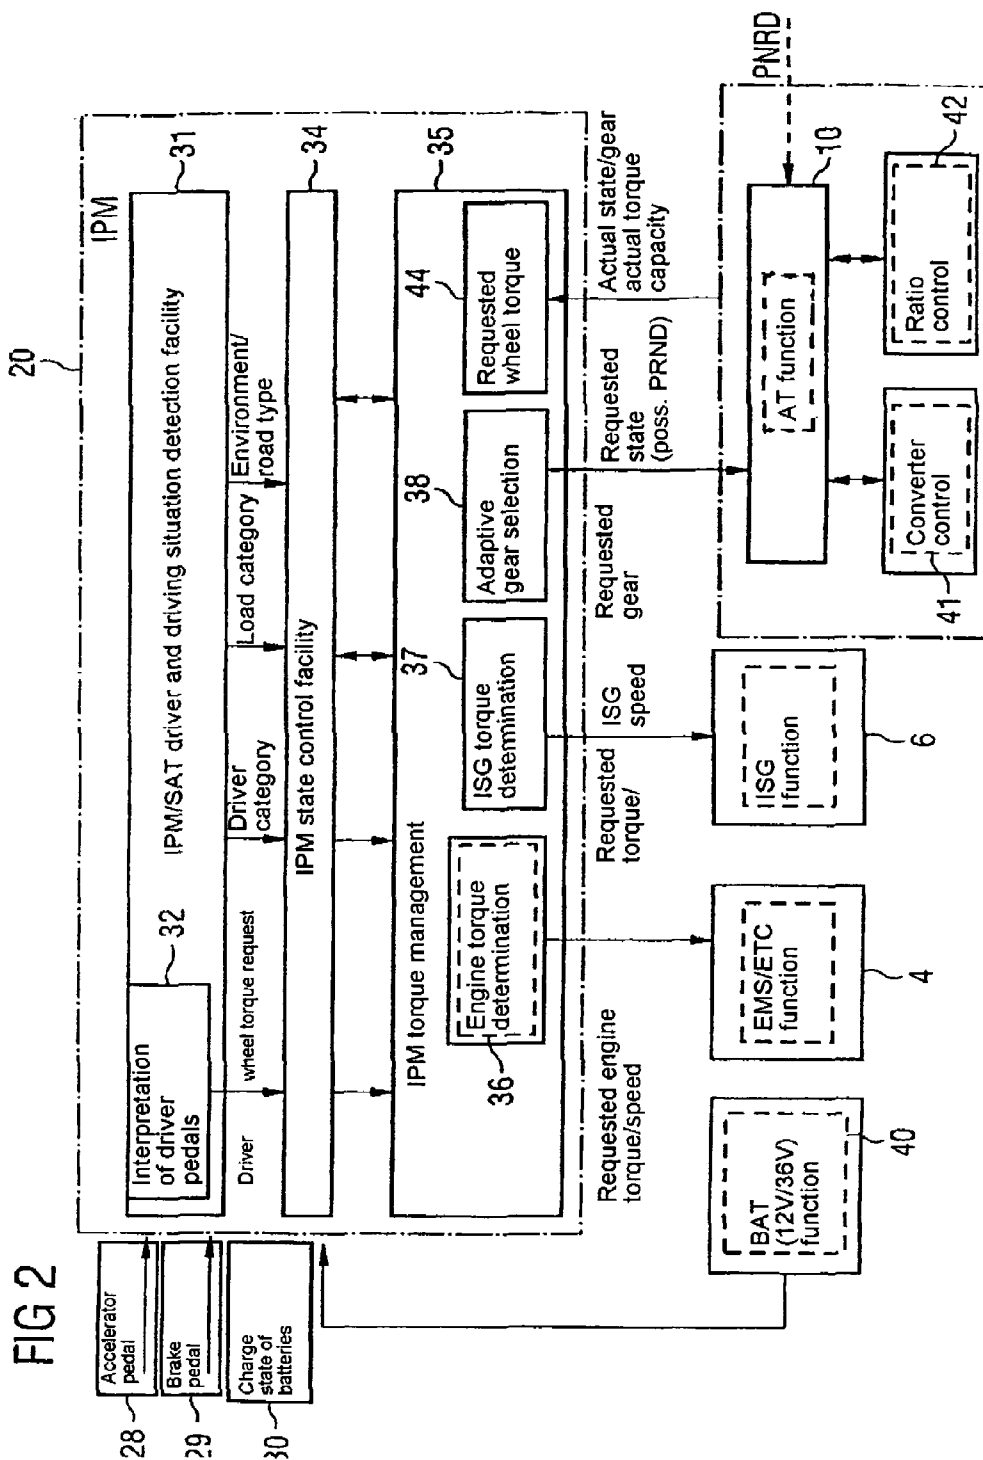 FIG 2
20
IPM
IPM/SAT driver and driving situation detection facility
31
32
Interpretation
of driver
pedals
Accelerator
pedal
28
Brake
pedal
29
Charge
state of
batteries
30
Driver
wheel torque request
Driver
category
Load category
Environment/
road type
IPM state control facility
34
IPM torque management
35
Engine torque
determination
36
ISG torque
determination
37
Adaptive
gear selection
38
Requested
wheel torque
44
Requested engine
torque/speed
Requested
torque/
ISG
speed
Requested
gear
Requested
state
(poss. PRND)
Actual state/gear
actual torque
capacity
PNRD
BAT
(12V/36V)
function
40
EMS/ETC
function
4
ISG
function
6
AT function
10
Converter
control
41
Ratio
control
42